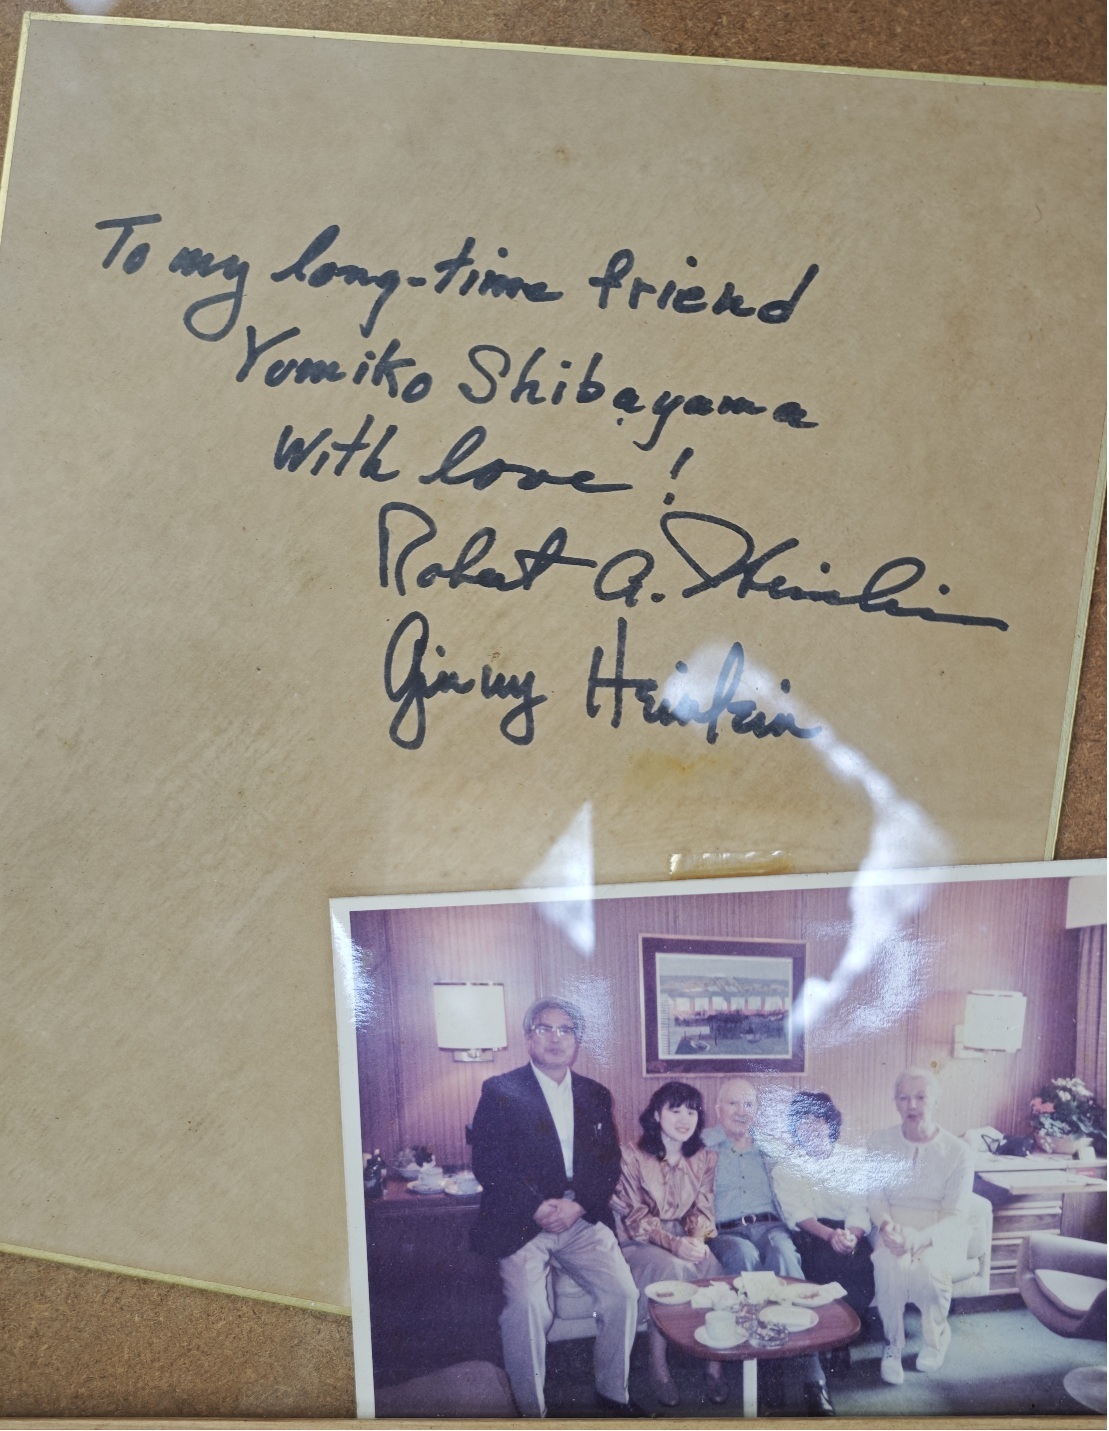 To my long-time friend
Yumiko Shibayama
With love!
Robert A. Heinlein
Ginny Heinlein